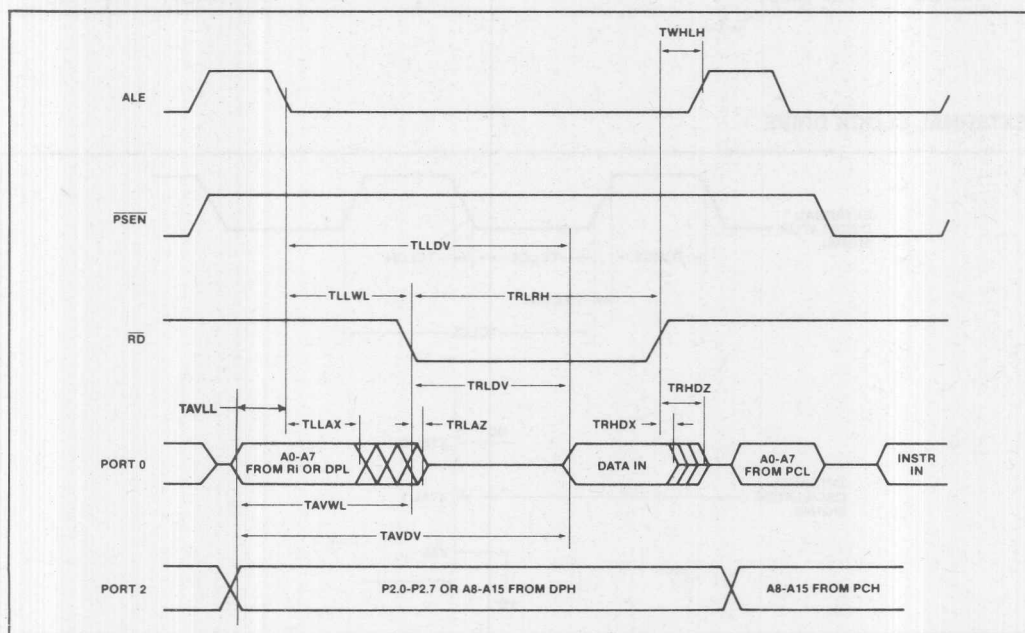 TWHLH
ALE
PSEN
TLLDV
TLLWL
TRLRH
RD
TRLDV
TRHDZ
TAVLL
TLLAX
TRLAZ
TRHDX
PORT 0
A0-A7
FROM Ri OR DPL
DATA IN
A0-A7
FROM PCL
INSTR
IN
TAVWL
TAVDV
PORT 2
P2.0-P2.7 OR A8-A15 FROM DPH
A8-A15 FROM PCH